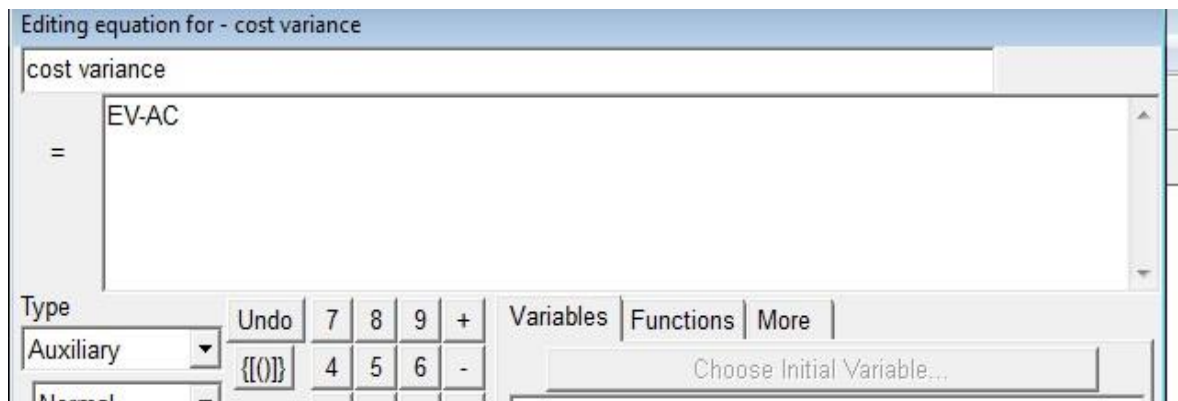 Editing equation for - cost variance
cost variance
EV-AC
=
Type
Undo 7 8 9 + Variables Functions More
Auxiliary
{[()]} 4 5 6 - Choose Initial Variable...
Normal